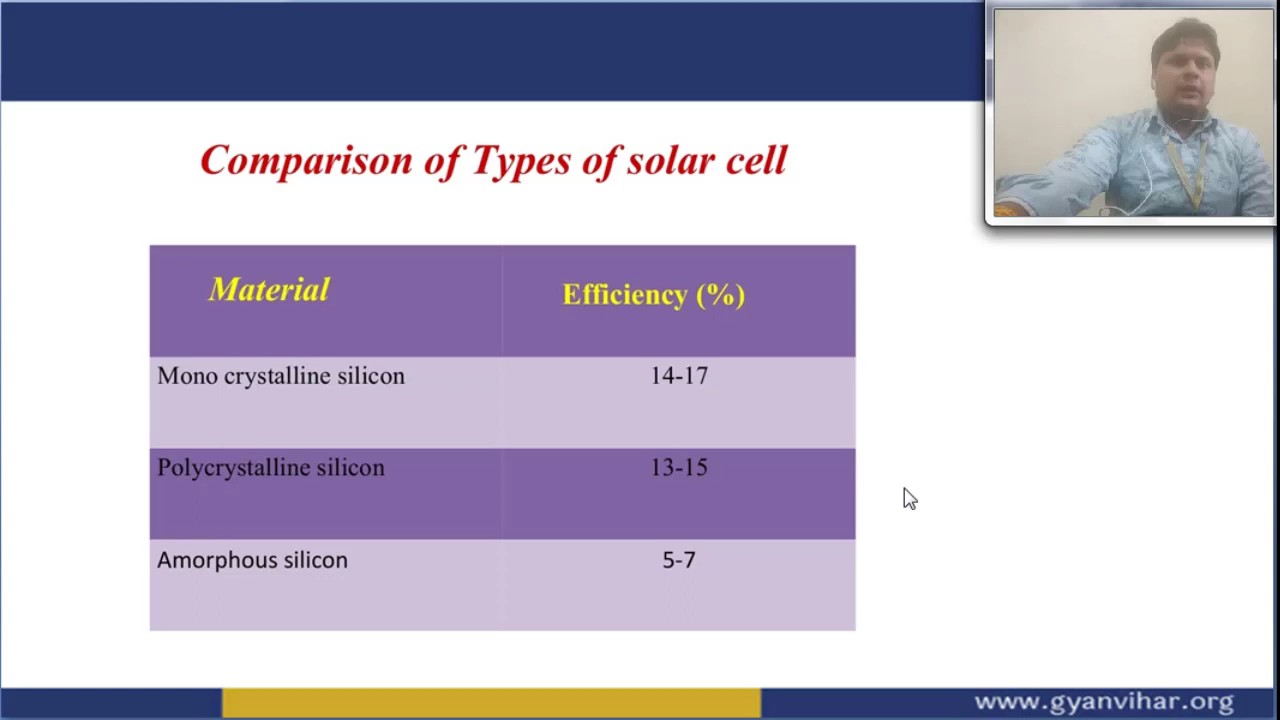 Comparison of Types of solar cell
Material Efficiency (%)
Mono crystalline silicon 14-17
Polycrystalline silicon 13-15
Amorphous silicon 5-7
www.gyanvihar.org